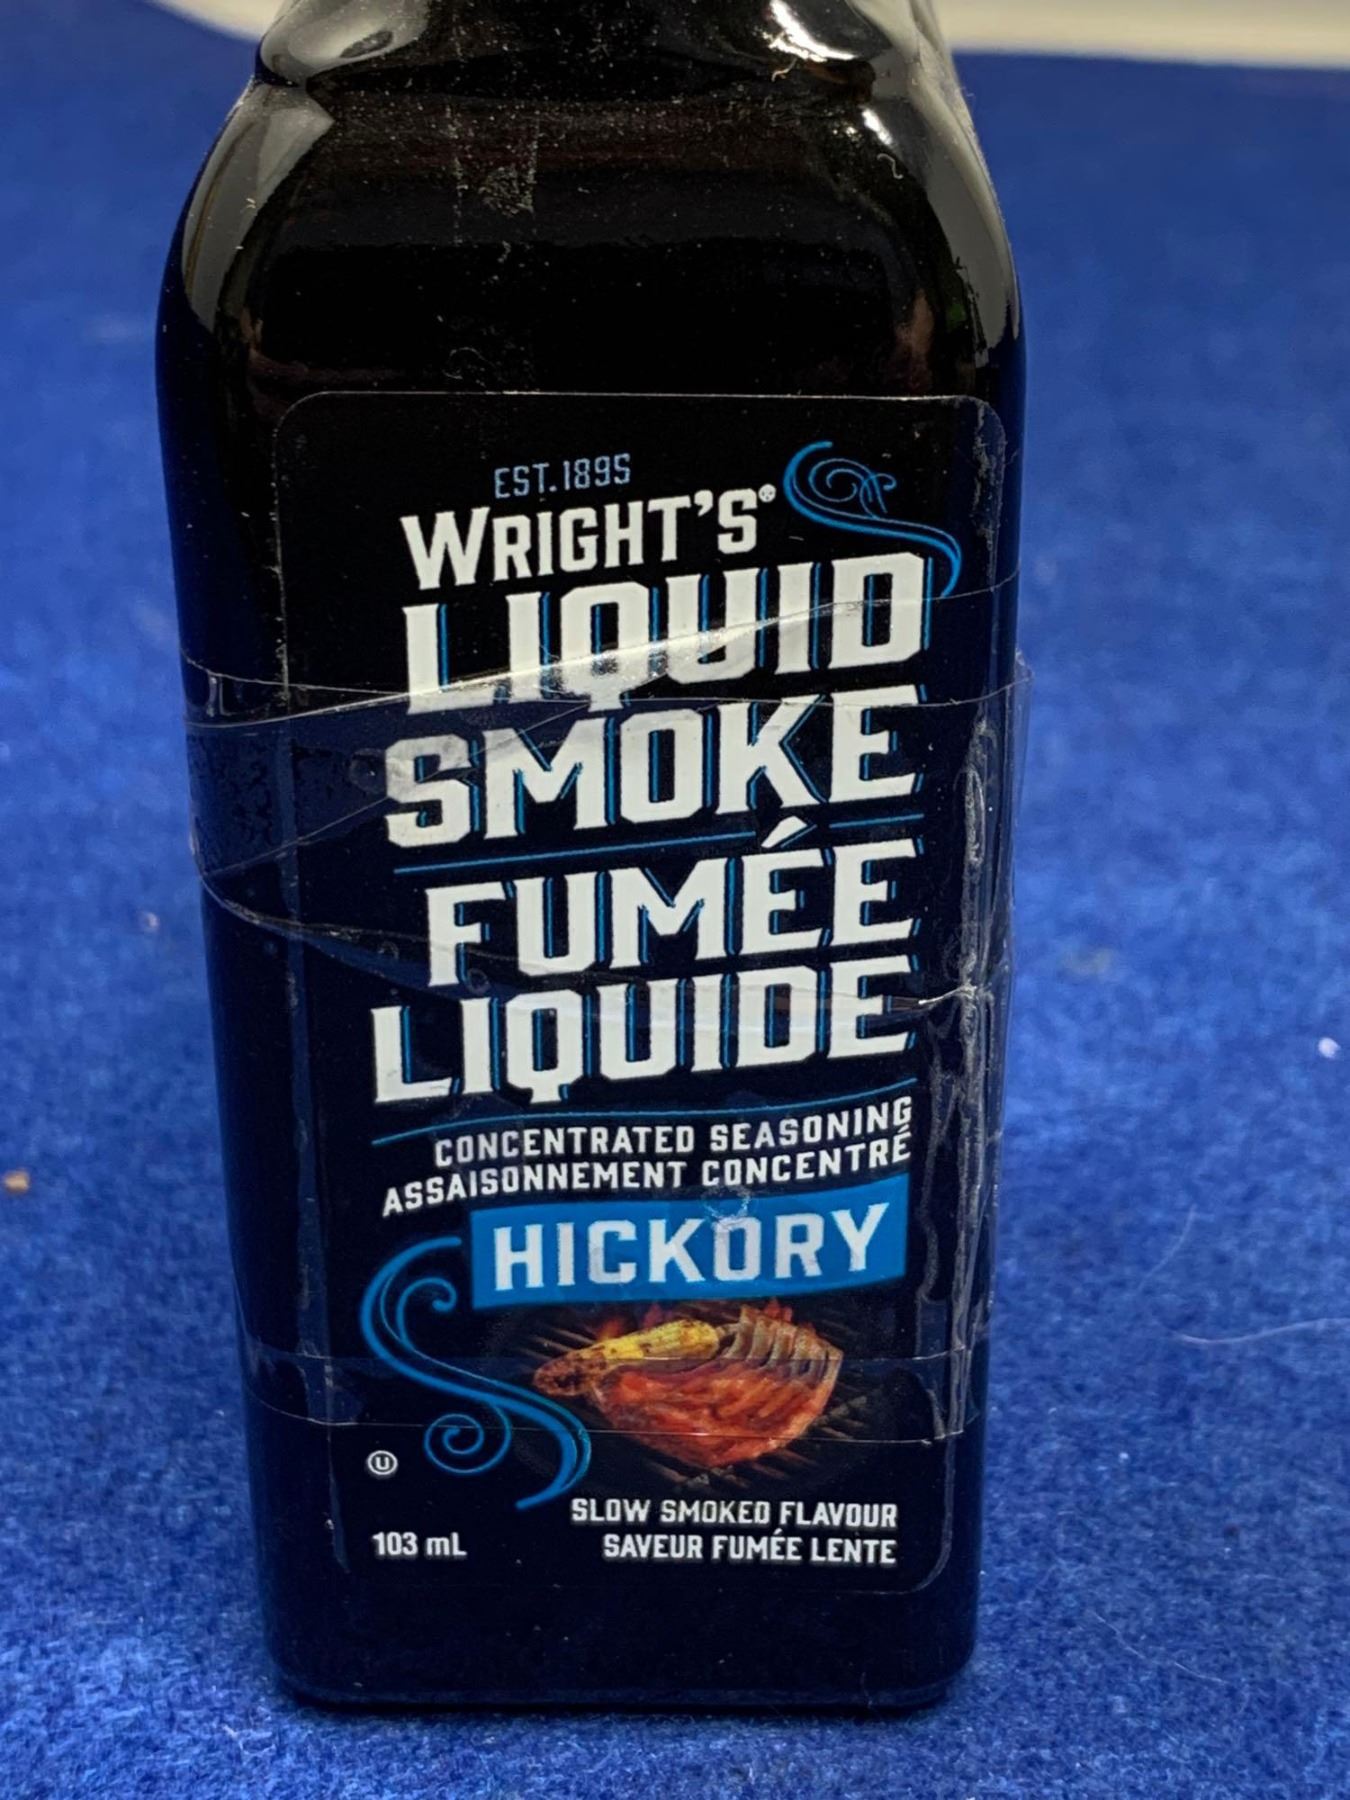 EST. 1895
WRIGHT'S®
LIQUID
SMOKE
FUMÉE
LIQUIDE
CONCENTRATED SEASONING
ASSAISONNEMENT CONCENTRÉ
HICKORY
U
SLOW SMOKED FLAVOUR
103 mL SAVEUR FUMÉE LENTE